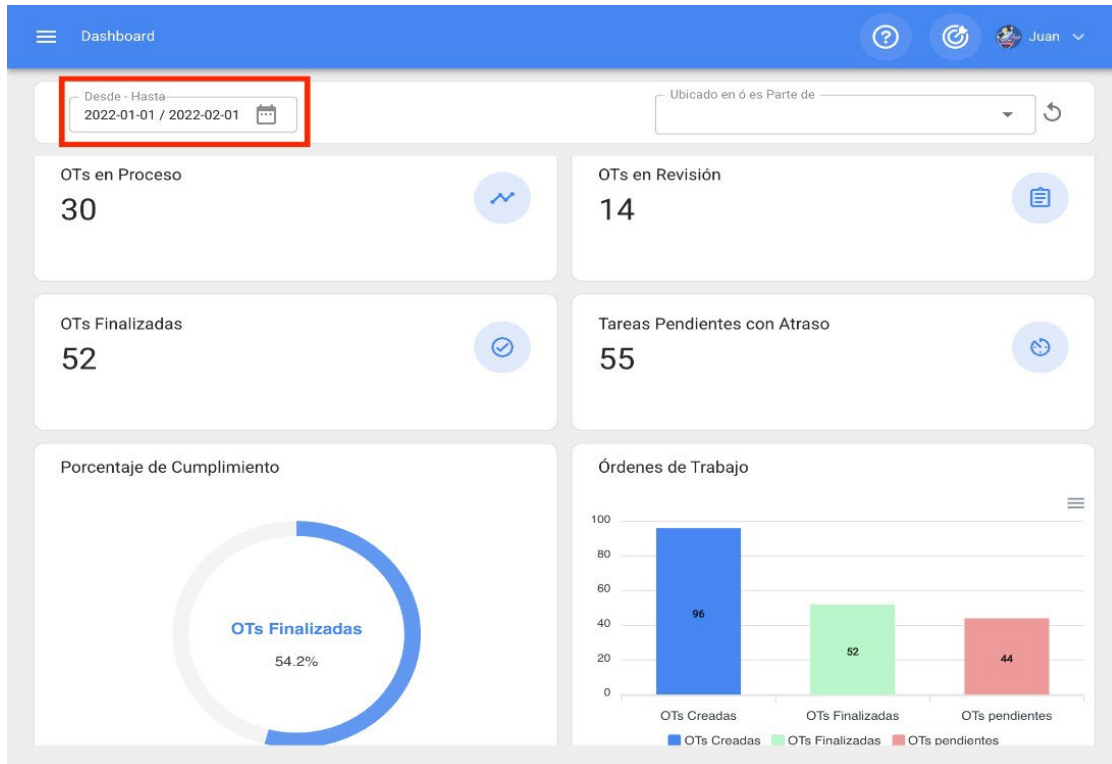 Dashboard
Juan
Desde - Hasta
2022-01-01 / 2022-02-01
Ubicado en ó es Parte de
OTs en Proceso
30
OTs en Revisión
14
OTs Finalizadas
52
Tareas Pendientes con Atraso
55
Porcentaje de Cumplimiento
OTs Finalizadas
54.2%
Órdenes de Trabajo
100
80
60
40
20
0
96
52
44
OTs Creadas
OTs Finalizadas
OTs pendientes
OTs Creadas OTs Finalizadas OTs pendientes